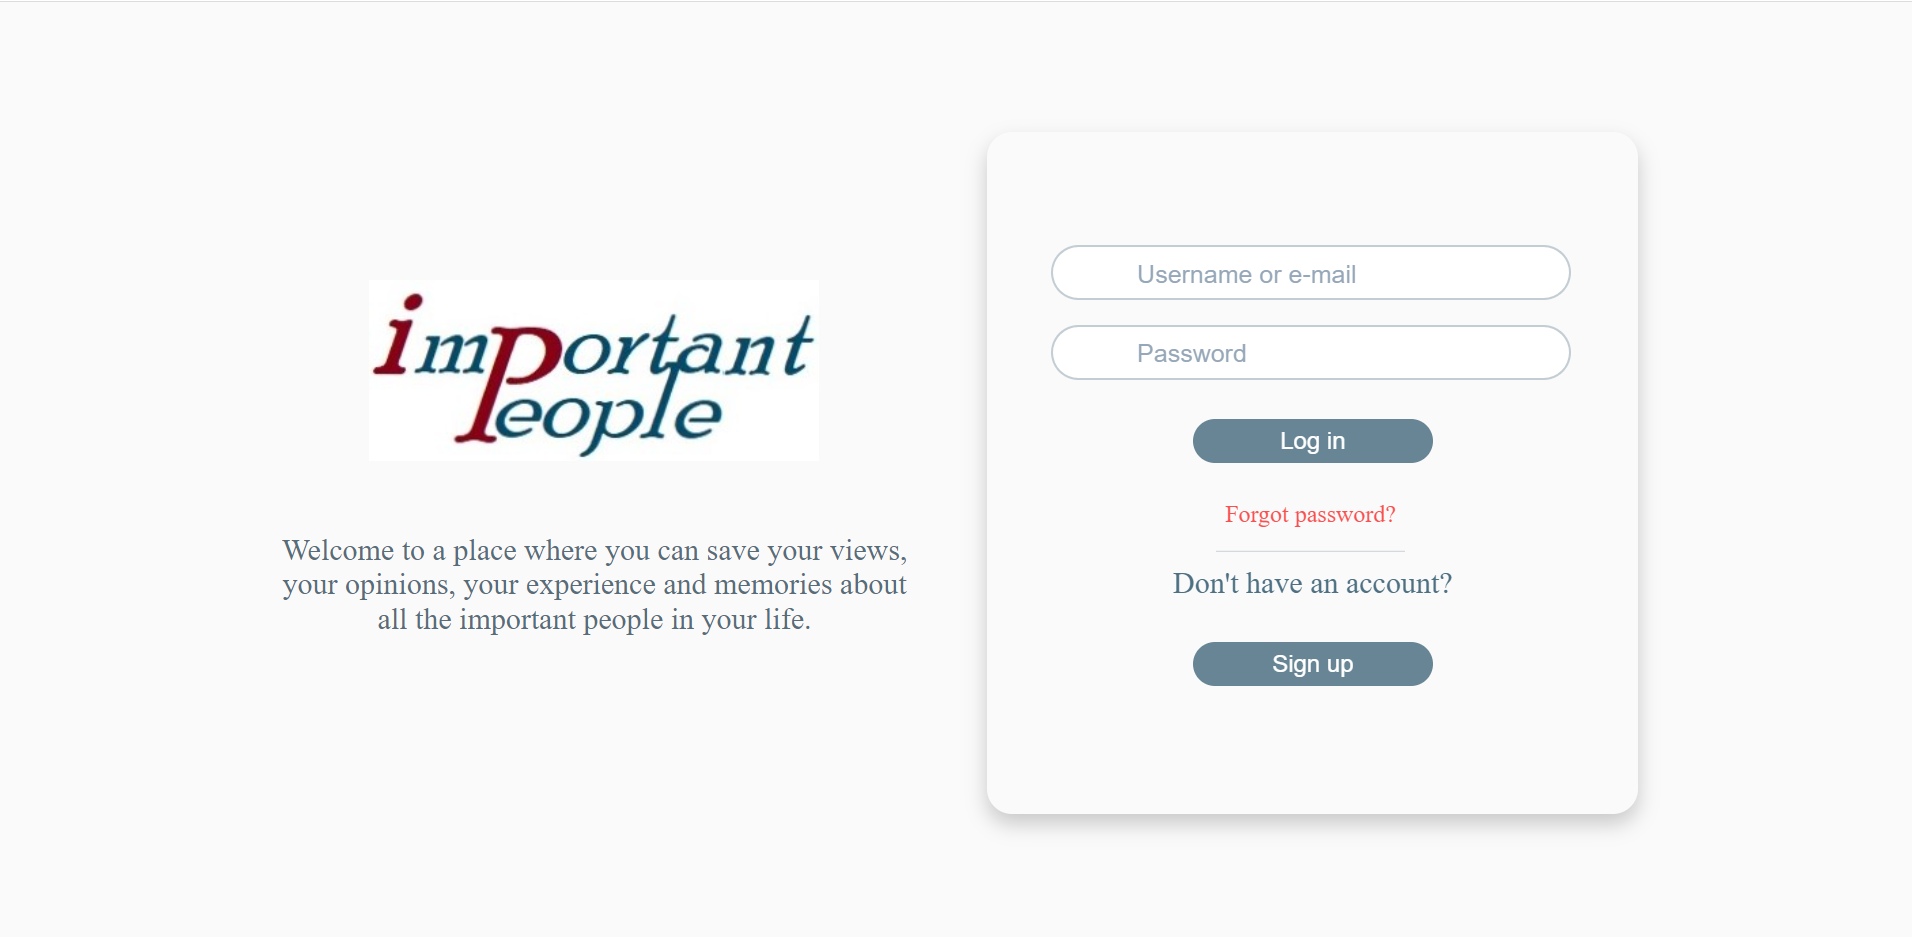 important
People
Welcome to a place where you can save your views,
your opinions, your experience and memories about
all the important people in your life.
Username or e-mail
Password
Log in
Forgot password?
Don't have an account?
Sign up